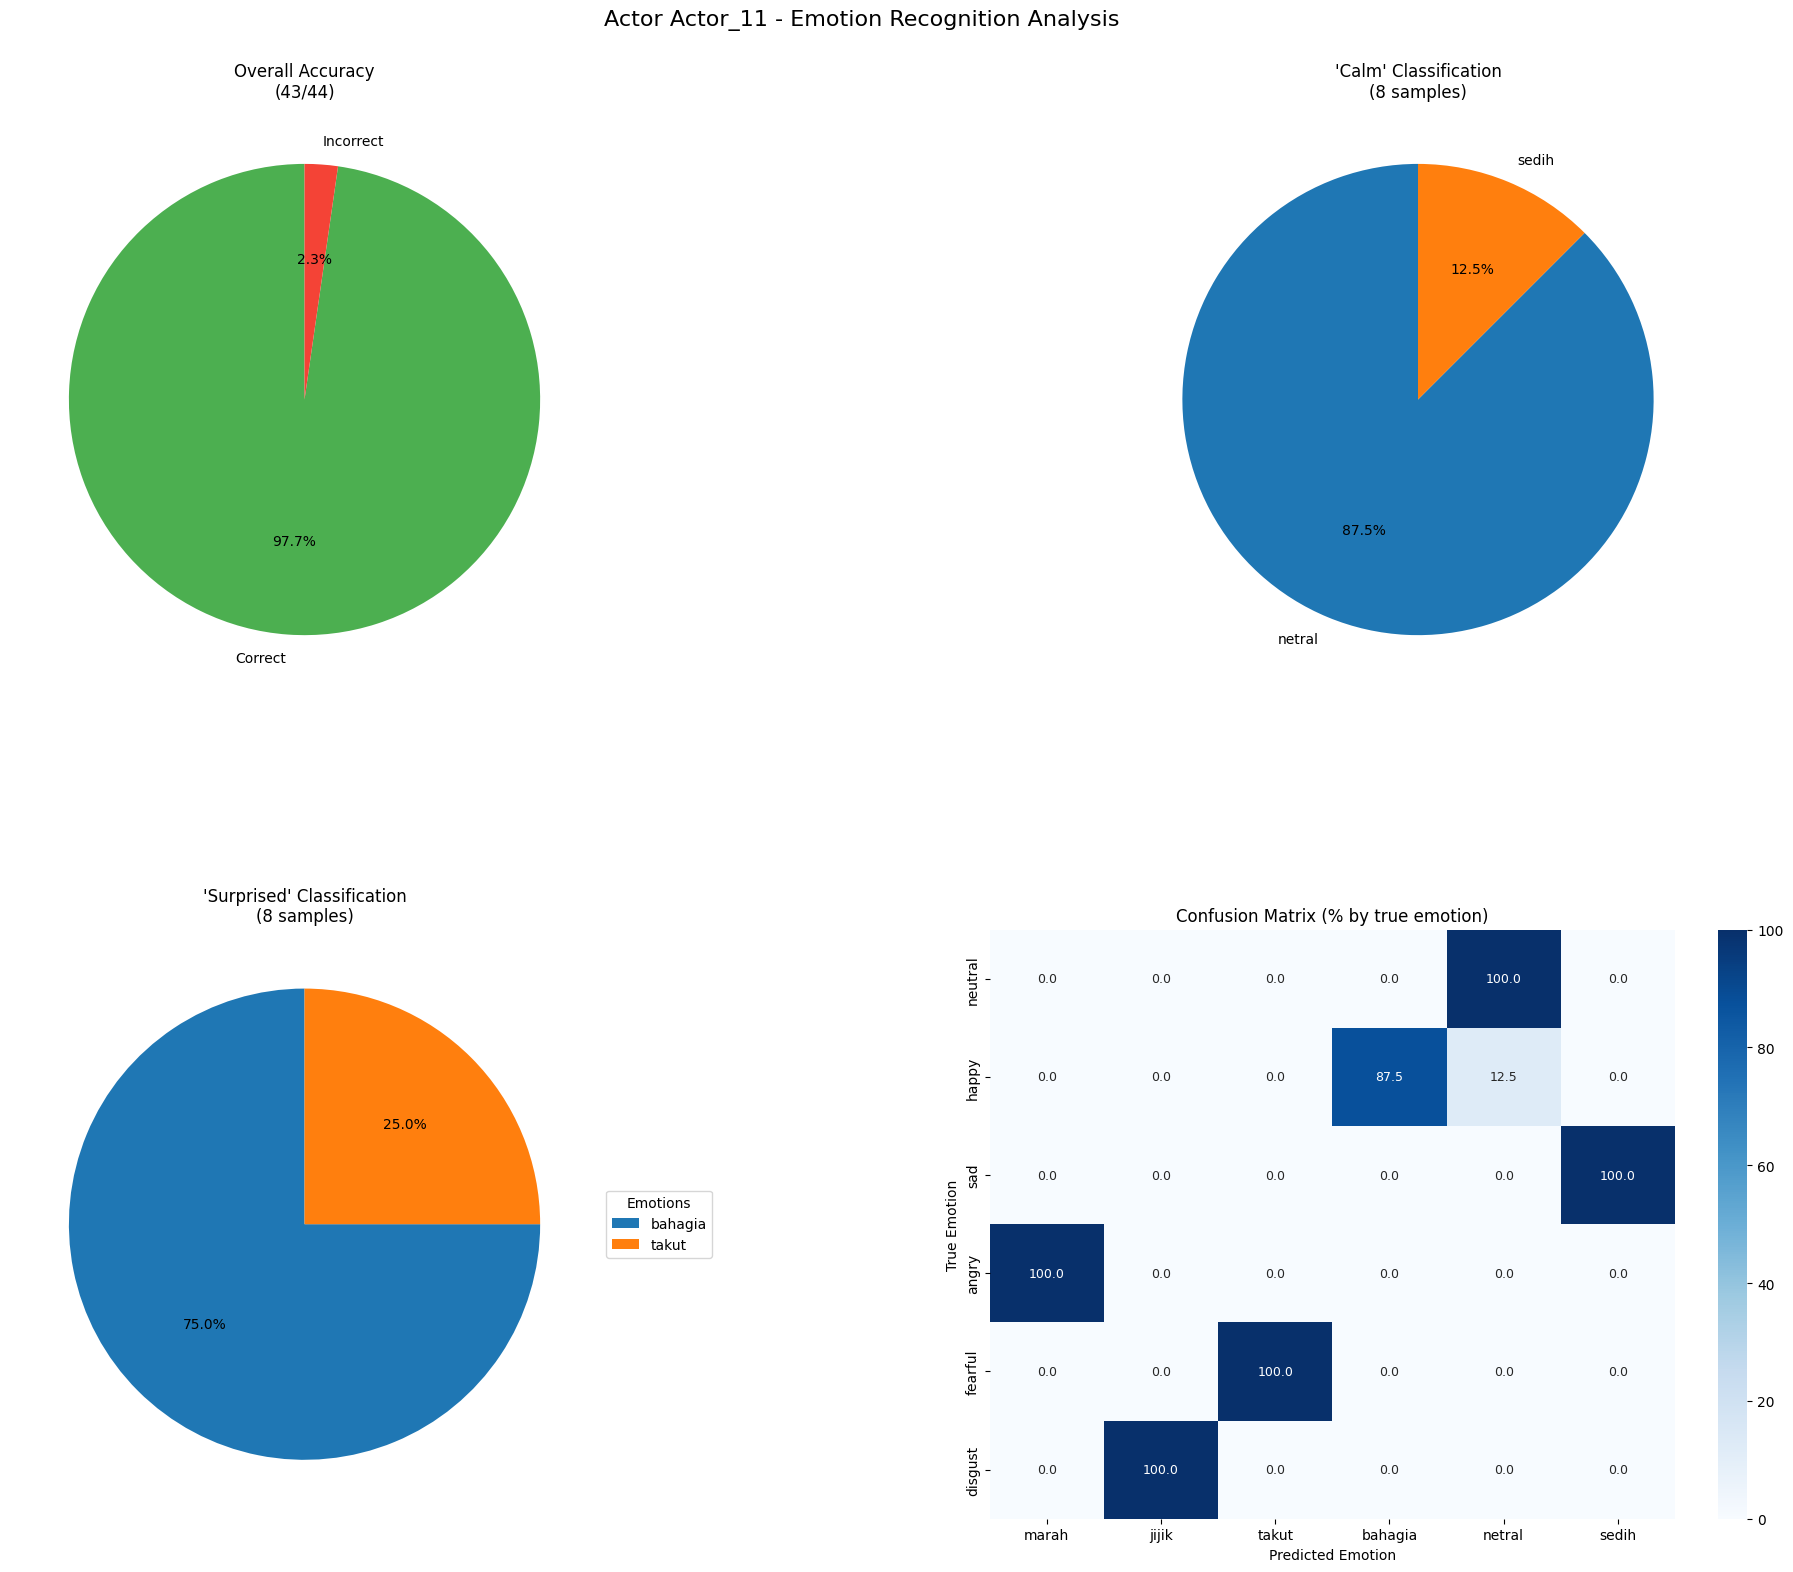 Actor Actor_11 - Emotion Recognition Analysis
Overall Accuracy
(43/44)
Incorrect
2.3%
97.7%
Correct
'Calm' Classification
(8 samples)
sedih
12.5%
87.5%
netral
'Surprised' Classification
(8 samples)
25.0%
75.0%
Emotions
bahagia
takut
Confusion Matrix (% by true emotion)
True Emotion
neutral 0.0 0.0 0.0 0.0 100.0 0.0
happy 0.0 0.0 0.0 87.5 12.5 0.0
sad 0.0 0.0 0.0 0.0 0.0 100.0
angry 100.0 0.0 0.0 0.0 0.0 0.0
fearful 0.0 0.0 100.0 0.0 0.0 0.0
disgust 0.0 100.0 0.0 0.0 0.0 0.0
marah jijik takut bahagia netral sedih
Predicted Emotion
100
80
60
40
20
0